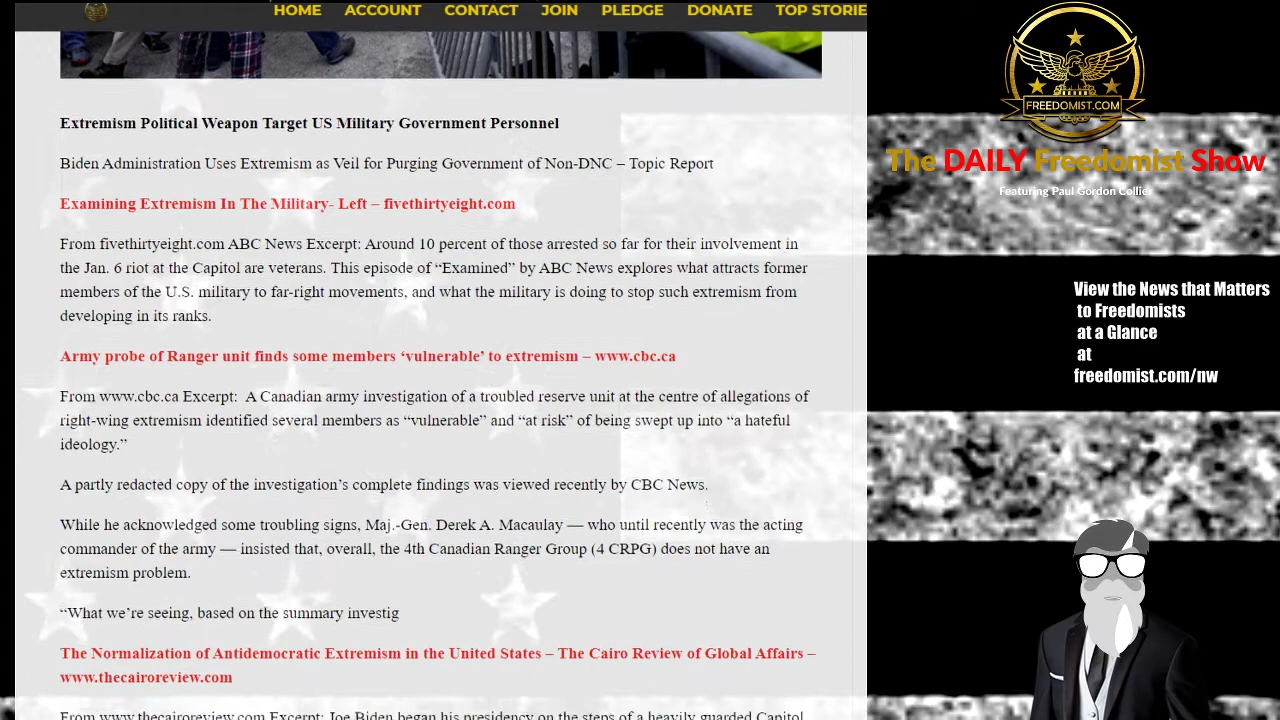 HOME ACCOUNT CONTACT JOIN PLEDGE DONATE TOP STORIE
Extremism Political Weapon Target US Military Government Personnel
Biden Administration Uses Extremism as Veil for Purging Government of Non-DNC – Topic Report
Examining Extremism In The Military- Left – fivethirtyeight.com
From fivethirtyeight.com ABC News Excerpt: Around 10 percent of those arrested so far for their involvement in
the Jan. 6 riot at the Capitol are veterans. This episode of “Examined” by ABC News explores what attracts former
members of the U.S. military to far-right movements, and what the military is doing to stop such extremism from
developing in its ranks.
Army probe of Ranger unit finds some members ‘vulnerable’ to extremism – www.cbc.ca
From www.cbc.ca Excerpt:  A Canadian army investigation of a troubled reserve unit at the centre of allegations of
right-wing extremism identified several members as “vulnerable” and “at risk” of being swept up into “a hateful
ideology.”
A partly redacted copy of the investigation’s complete findings was viewed recently by CBC News.
While he acknowledged some troubling signs, Maj.-Gen. Derek A. Macaulay — who until recently was the acting
commander of the army — insisted that, overall, the 4th Canadian Ranger Group (4 CRPG) does not have an
extremism problem.
“What we’re seeing, based on the summary investig
The Normalization of Antidemocratic Extremism in the United States – The Cairo Review of Global Affairs –
www.thecairoreview.com
From www.thecairoreview.com Excerpt: Joe Biden began his presidency on the steps of a heavily guarded Capitol
FREEDOMIST.COM
The DAILY Freedomist Show
Featuring Paul Gordon Collier
View the News that Matters
to Freedomists
at a Glance
at
freedomist.com/nw